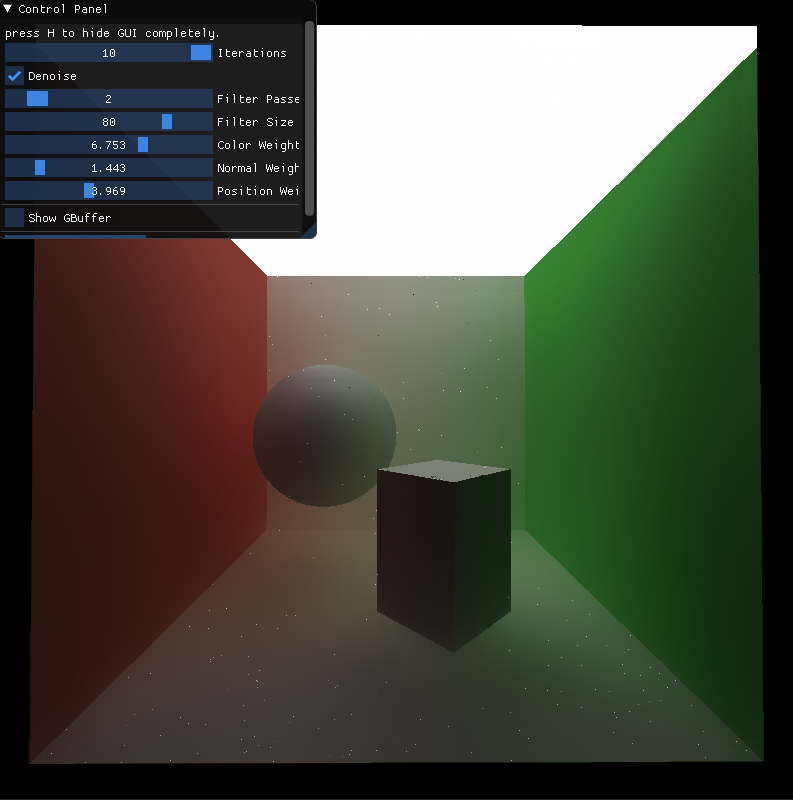 Control Panel
press H to hide GUI completely.
10 Iterations
Denoise
2 Filter Passe
80 Filter Size
6.753 Color Weight
1.443 Normal Weigh
3.969 Position Wei
Show GBuffer